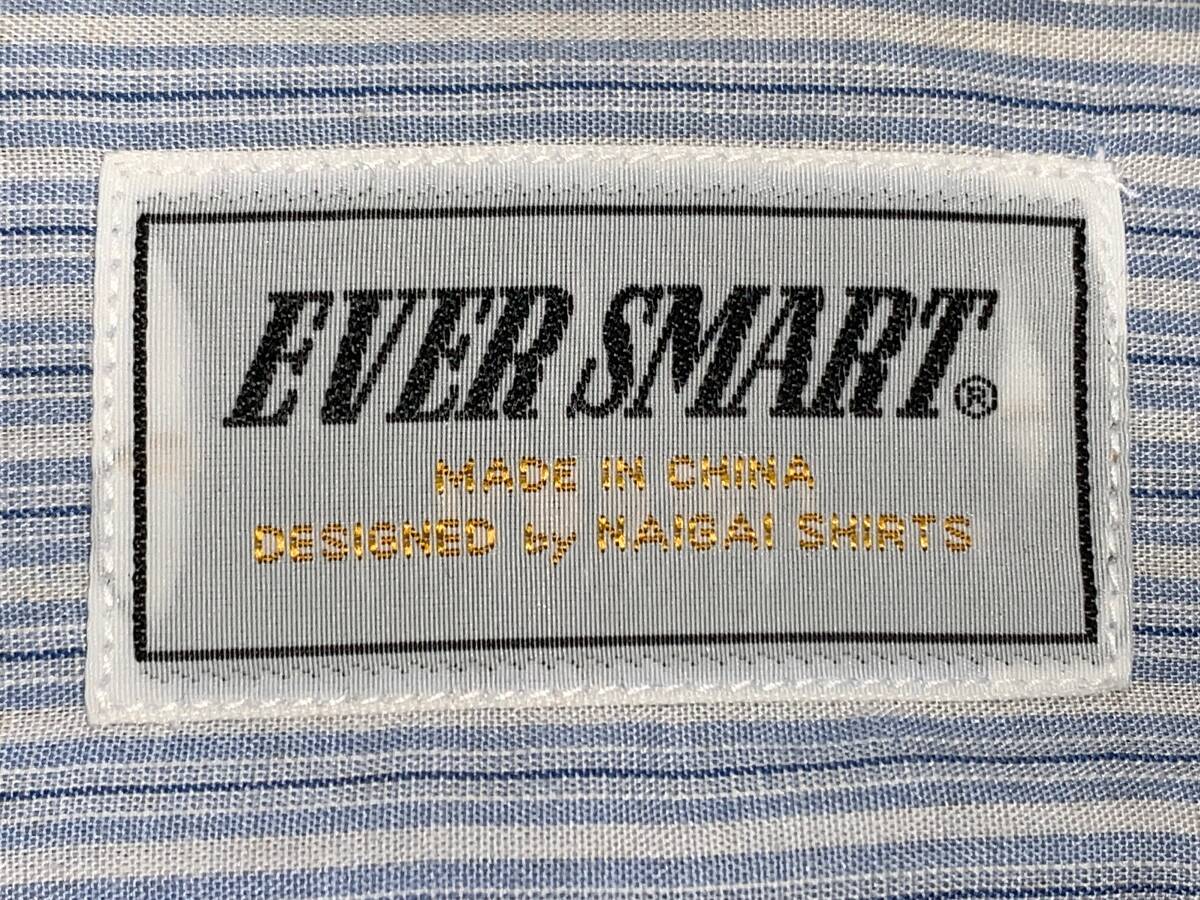 EVER SMART®
MADE IN CHINA
DESIGNED by NAIGAI SHIRTS